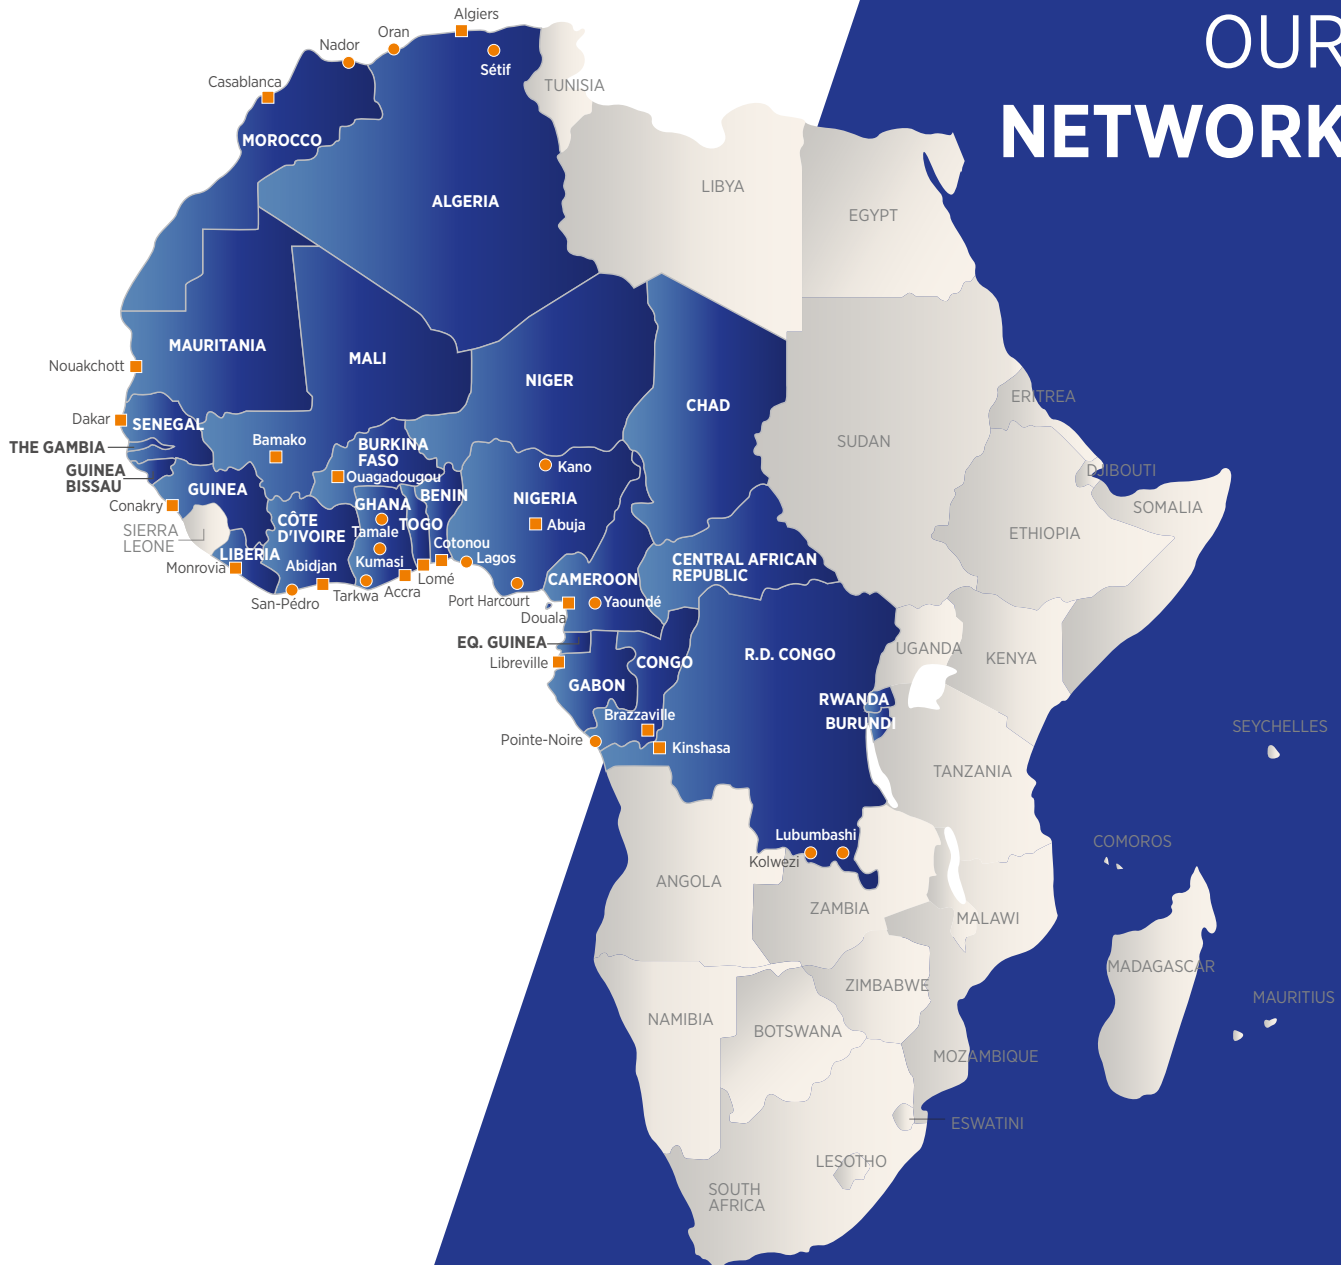 OUR
NETWORK
Algiers
Oran
Nador
Sétif
Casablanca
TUNISIA
MOROCCO
LIBYA
ALGERIA
EGYPT
MAURITANIA
MALI
Nouakchott
NIGER
CHAD
ERITREA
Dakar
SENEGAL
THE GAMBIA
Bamako
BURKINA
FASO
SUDAN
GUINEA
BISSAU
Kano
DJIBOUTI
Ouagadougou
GUINEA
BENIN
NIGERIA
SOMALIA
Conakry
GHANA
CÔTE
D'IVOIRE
TOGO
Abuja
SIERRA
LEONE
Tamale
ETHIOPIA
Cotonou
LIBERIA
Kumasi
Lagos
CENTRAL AFRICAN
REPUBLIC
Monrovia
Abidjan
Lomé
CAMEROON
San-Pédro
Tarkwa
Accra
Port Harcourt
Yaoundé
Douala
EQ. GUINEA
UGANDA
Libreville
CONGO
R.D. CONGO
KENYA
GABON
RWANDA
Brazzaville
BURUNDI
SEYCHELLES
Pointe-Noire
Kinshasa
TANZANIA
Lubumbashi
COMOROS
Kolwezi
ANGOLA
ZAMBIA
MALAWI
MADAGASCAR
ZIMBABWE
MAURITIUS
NAMIBIA
BOTSWANA
MOZAMBIQUE
ESWATINI
LESOTHO
SOUTH
AFRICA